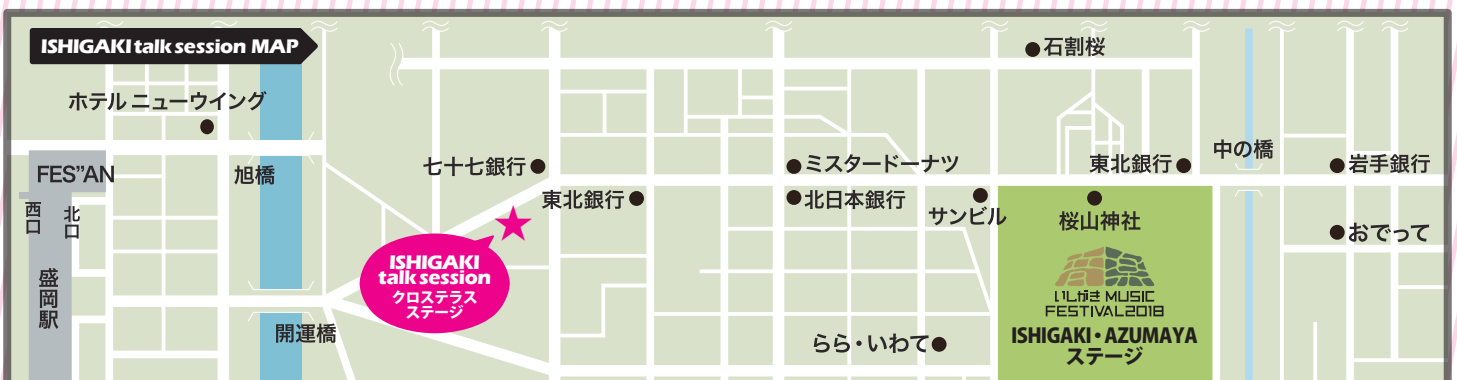 ISHIGAKI talk session MAP
石割桜
ホテル ニューウイング
中の橋
FES"AN
旭橋
七十七銀行
ミスタードーナツ
東北銀行
岩手銀行
西口
北口
東北銀行
北日本銀行
サンビル
桜山神社
おでって
盛岡駅
ISHIGAKI
talk session
クロステラス
ステージ
いしがき MUSIC
FESTIVAL2018
開運橋
らら・いわて
ISHIGAKI・AZUMAYA
ステージ